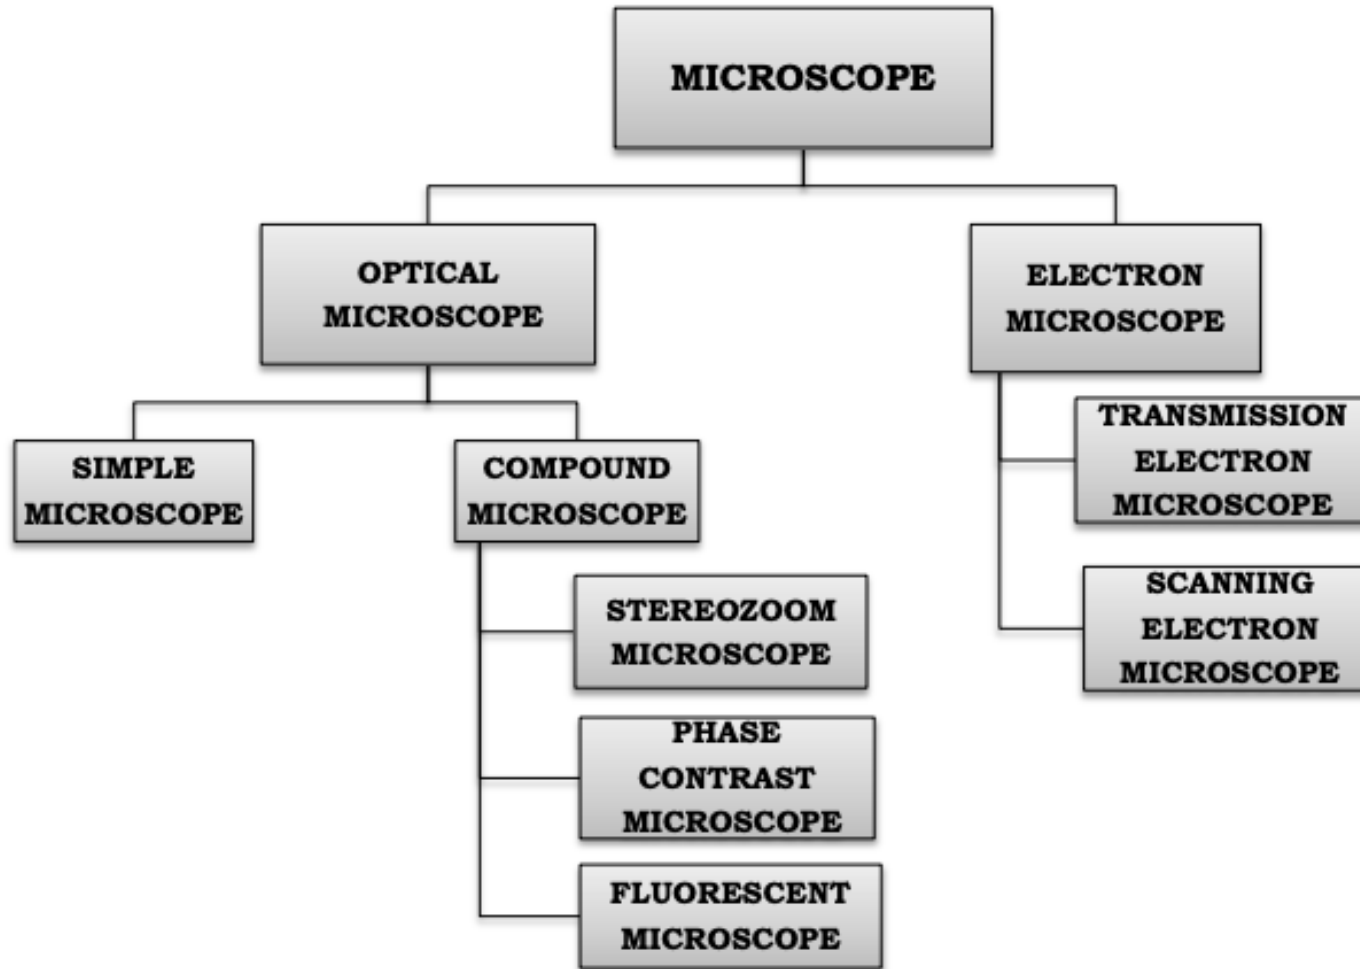 MICROSCOPE
OPTICAL
MICROSCOPE
ELECTRON
MICROSCOPE
SIMPLE
MICROSCOPE
COMPOUND
MICROSCOPE
STEREOZOOM
MICROSCOPE
PHASE
CONTRAST
MICROSCOPE
FLUORESCENT
MICROSCOPE
TRANSMISSION
ELECTRON
MICROSCOPE
SCANNING
ELECTRON
MICROSCOPE